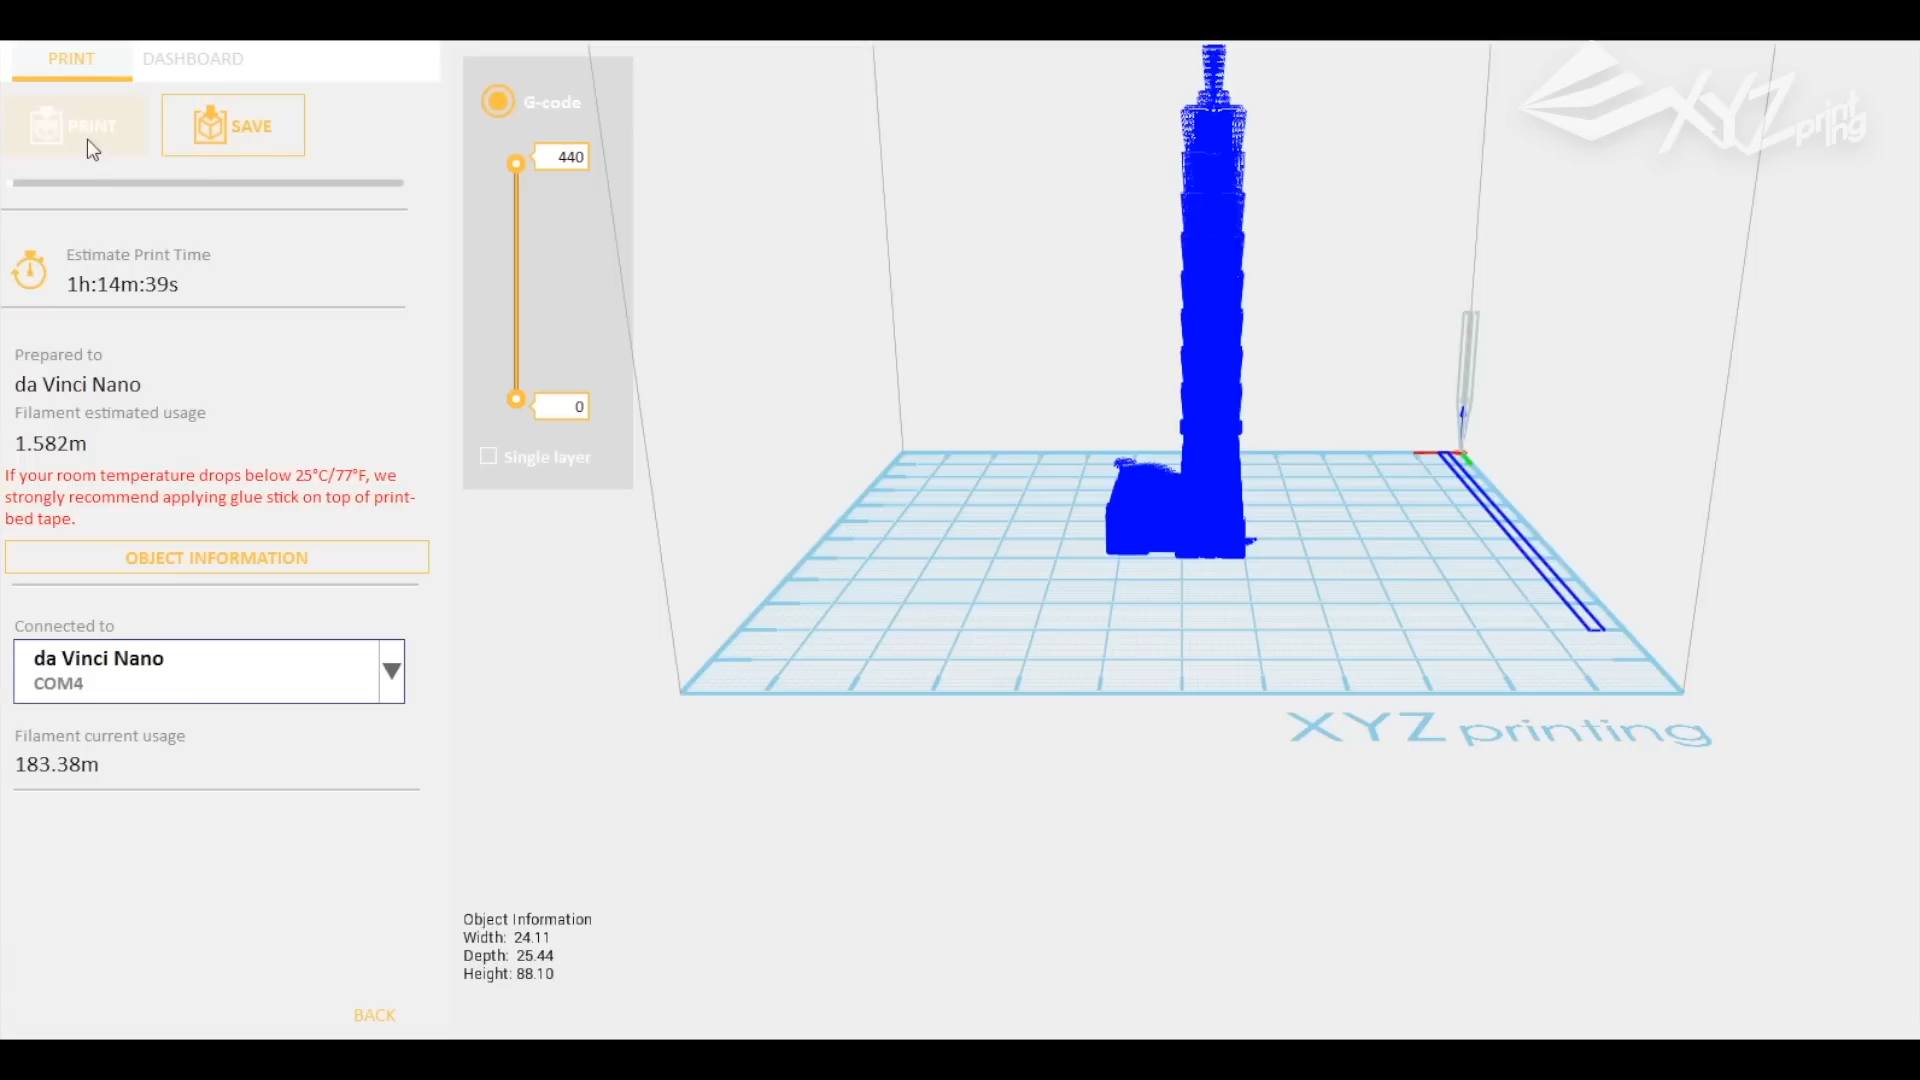 PRINT
DASHBOARD
PRINT
SAVE
Estimate Print Time
1h:14m:39s
Prepared to
da Vinci Nano
Filament estimated usage
1.582m
If your room temperature drops below 25°C/77°F, we
strongly recommend applying glue stick on top of print-
bed tape.
OBJECT INFORMATION
Connected to
da Vinci Nano
COM4
Filament current usage
183.38m
BACK
G-code
440
0
Single layer
Object Information
Width: 24.11
Depth: 25.44
Height: 88.10
XYZ printing
XYZprinting